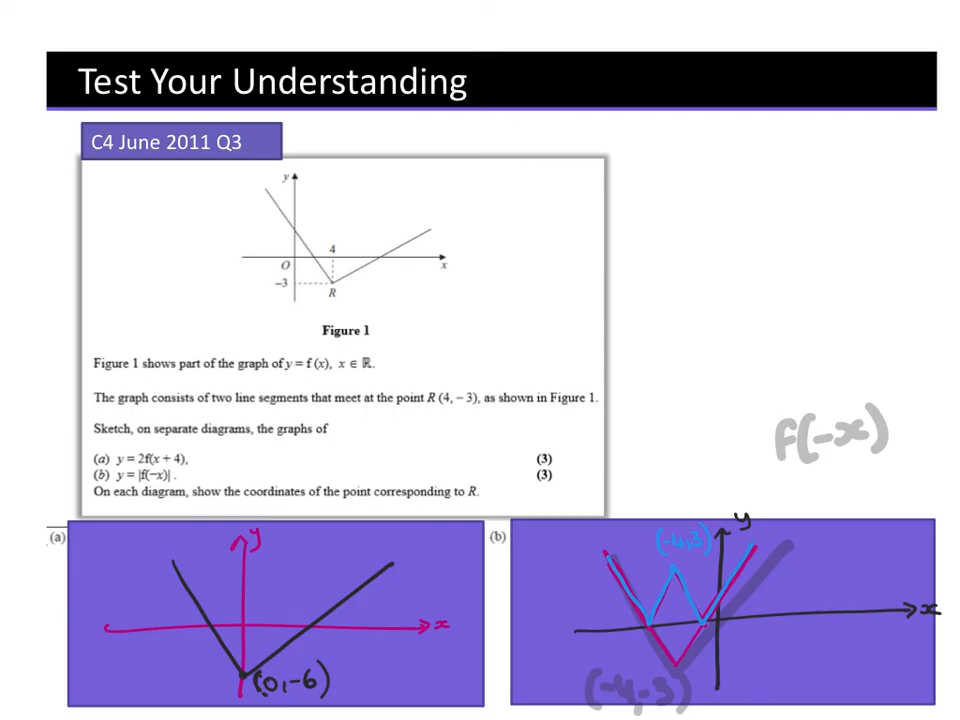 Test Your Understanding
C4 June 2011 Q3
y
4
O
x
-3
R
Figure 1
Figure 1 shows part of the graph of y = f (x), x ∈ ℝ.
The graph consists of two line segments that meet at the point R (4, – 3), as shown in Figure 1.
Sketch, on separate diagrams, the graphs of
(a) y = 2f(x + 4), (3)
(b) y = |f(−x)| . (3)
On each diagram, show the coordinates of the point corresponding to R.
f(-x)
(a)
y
x
(0,-6)
(b)
y
(-4,3)
x
(-4,-3)